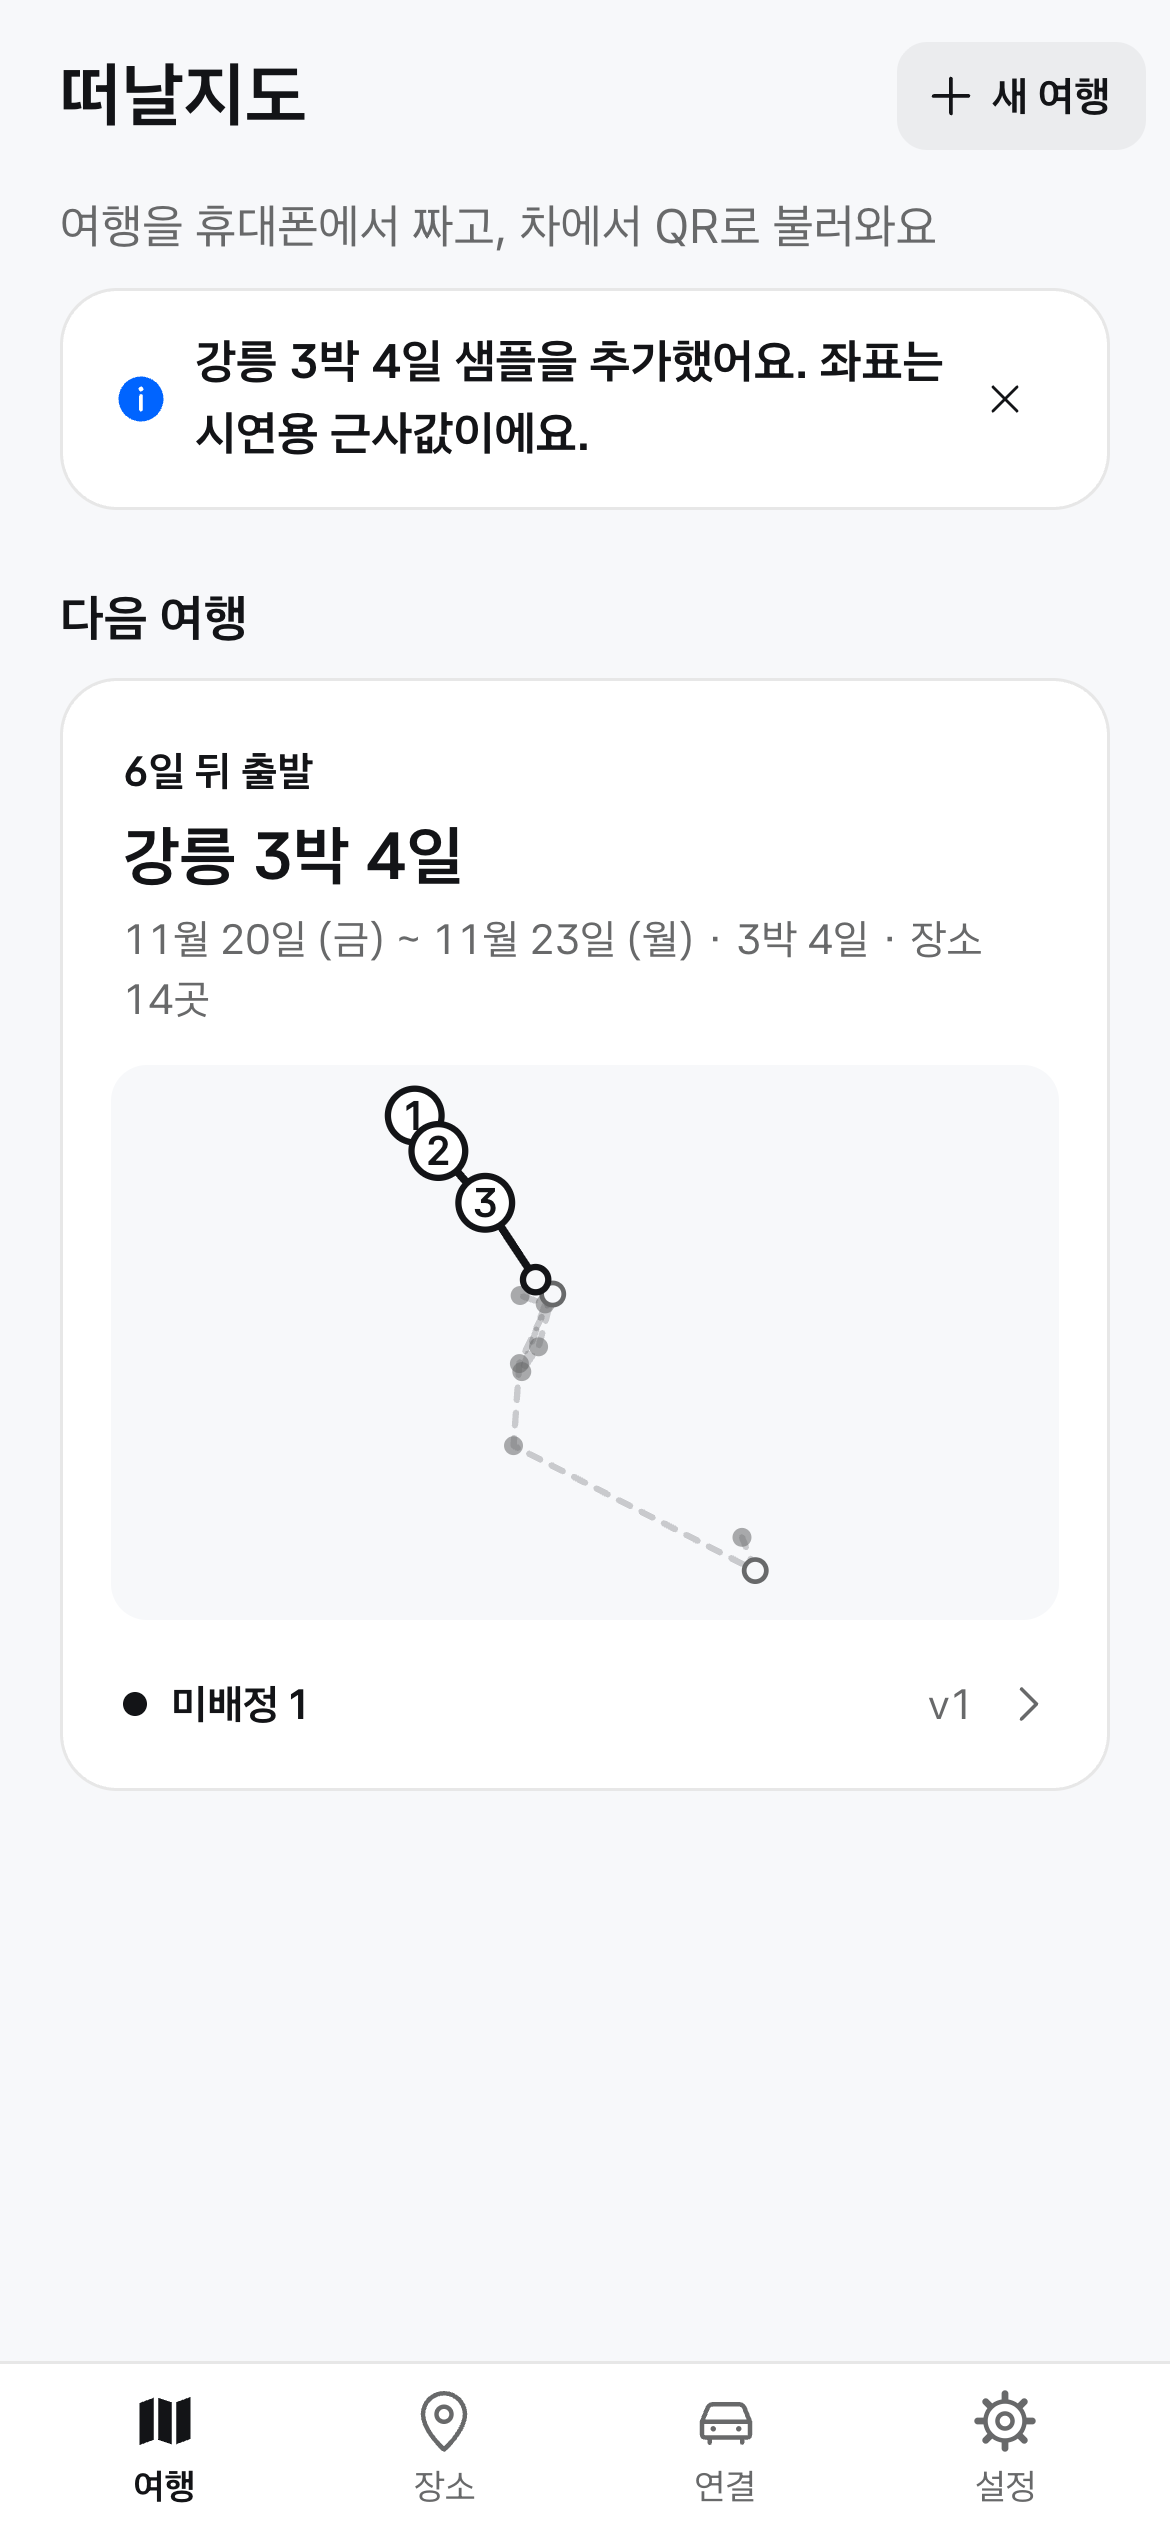 떠날지도
새 여행
여행을 휴대폰에서 짜고, 차에서 QR로 불러와요
강릉 3박 4일 샘플을 추가했어요. 좌표는
시연용 근사값이에요.
다음 여행
6일 뒤 출발
강릉 3박 4일
11월 20일 (금) ~ 11월 23일 (월) · 3박 4일 · 장소
14곳
1
2
3
미배정 1
v1
여행
장소
연결
설정